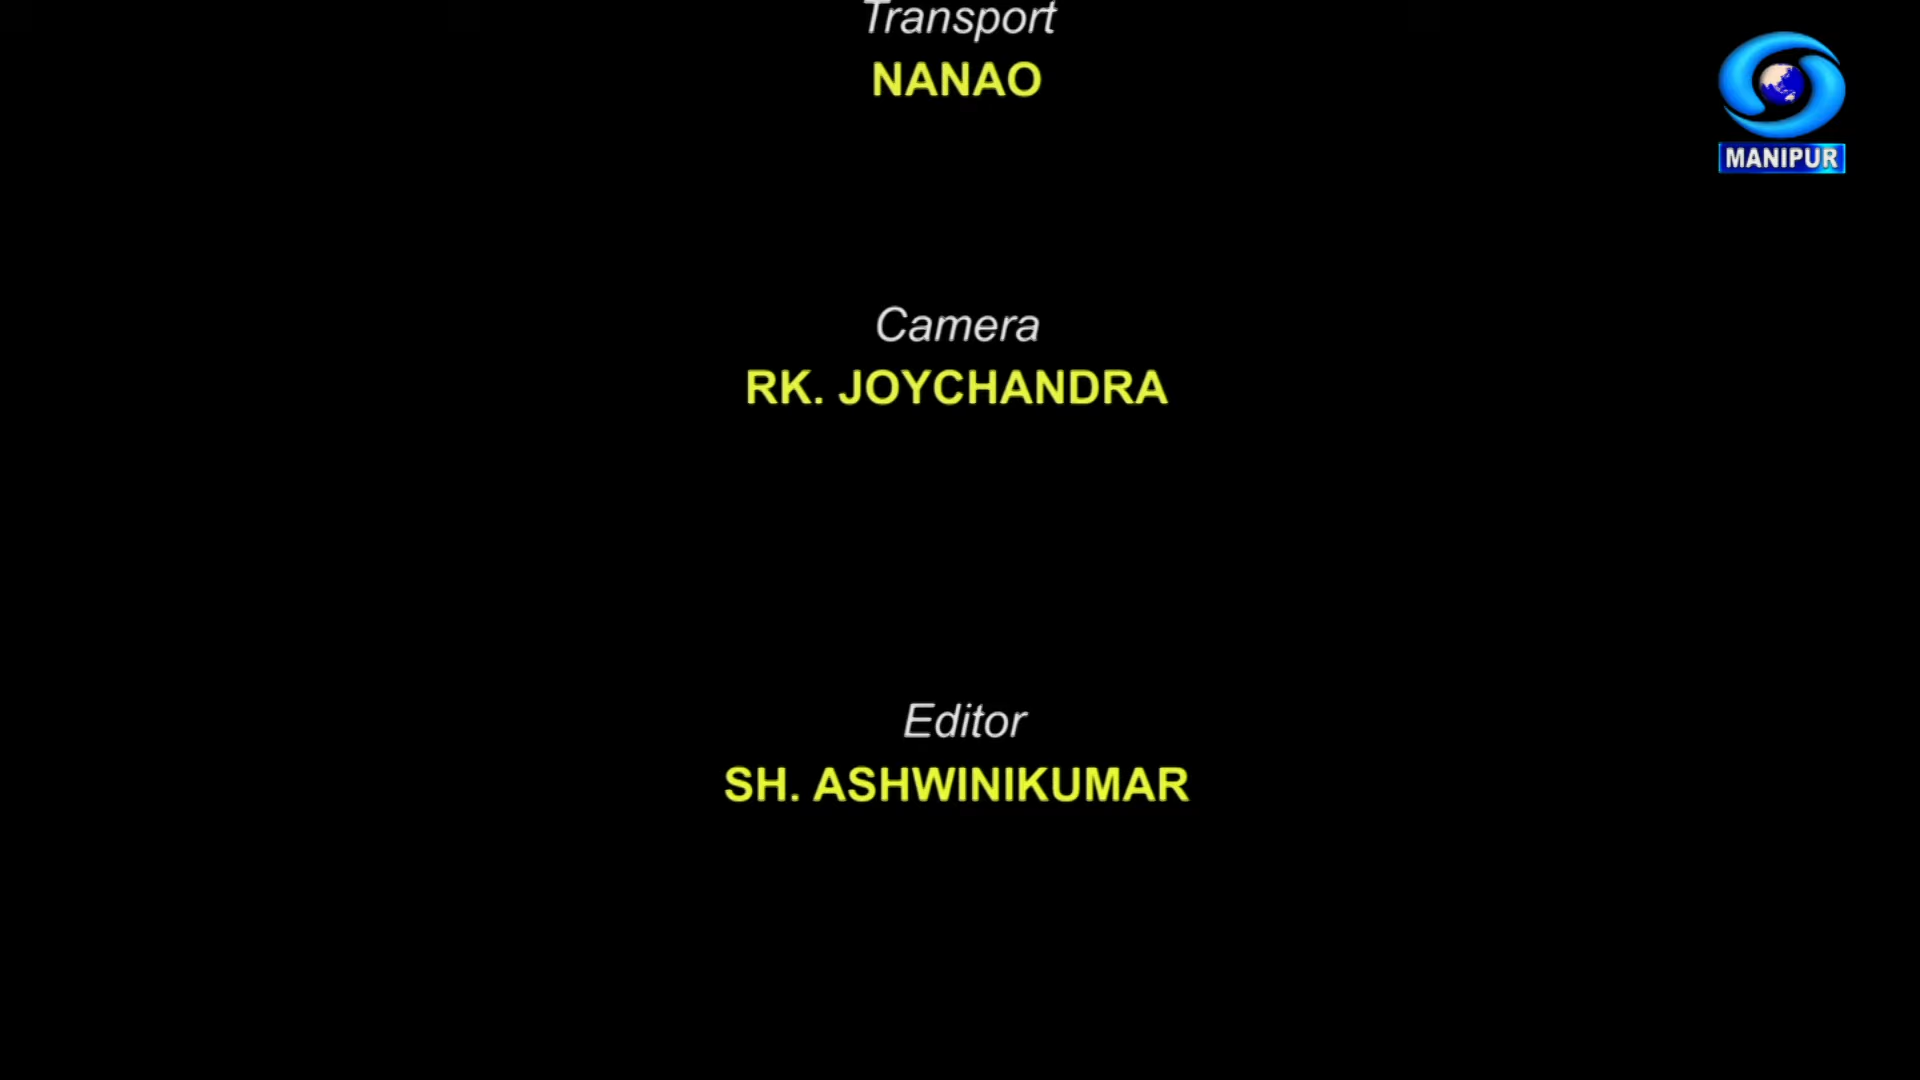 Transport
NANAO
MANIPUR
Camera
RK. JOYCHANDRA
Editor
SH. ASHWINIKUMAR